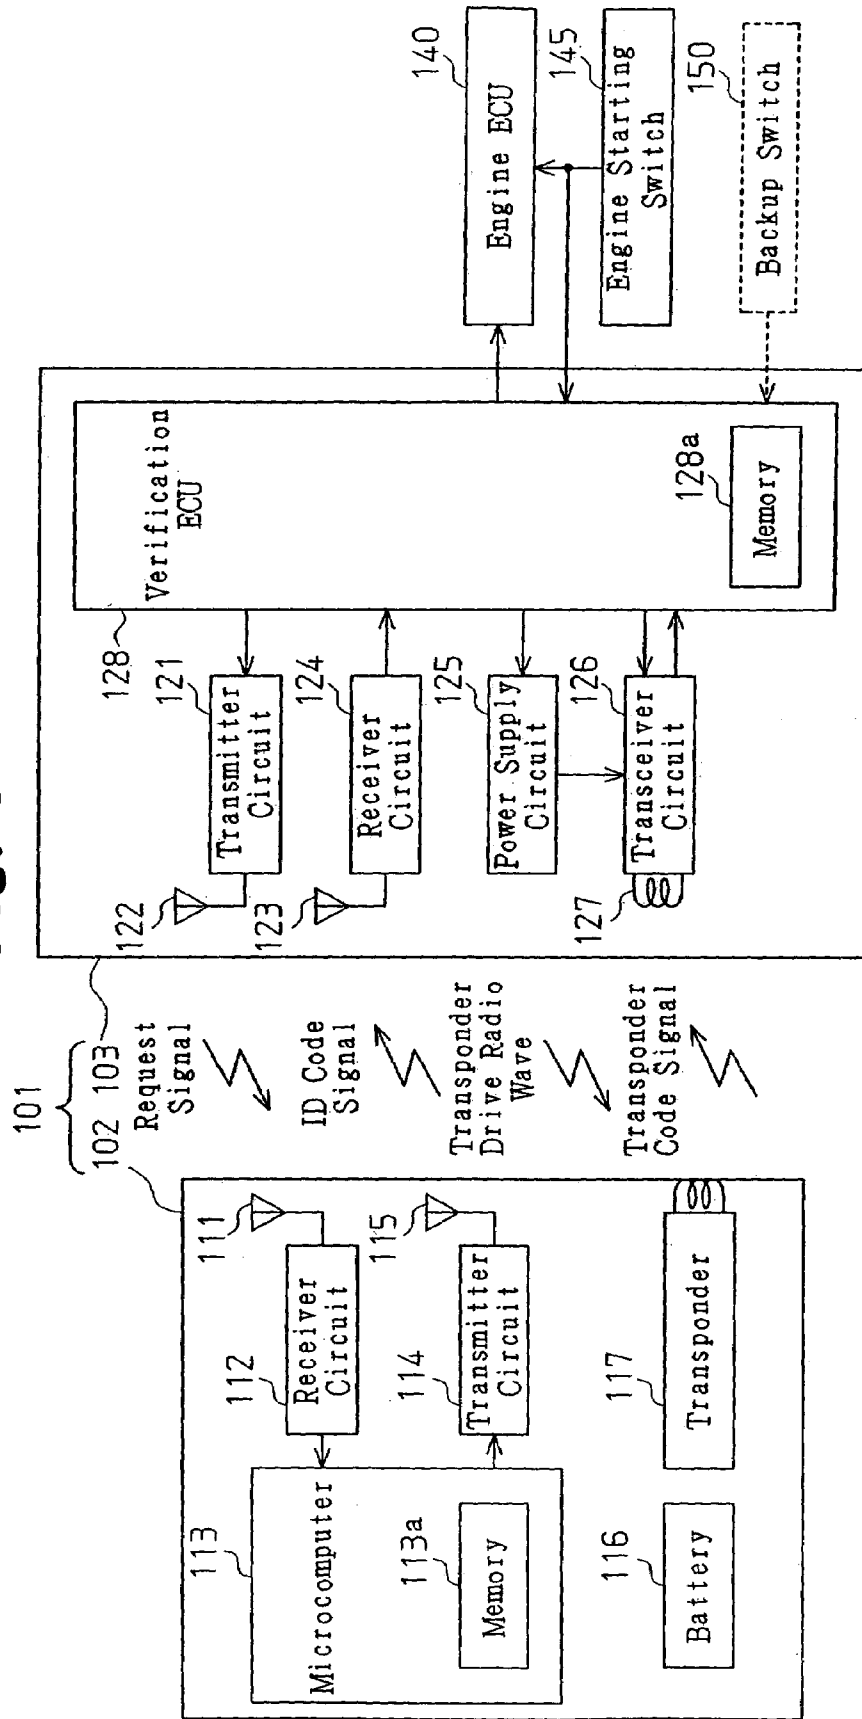 101
102 103
Request
Signal
ID Code
Signal
Transponder
Drive Radio
Wave
Transponder
Code Signal
113
Microcomputer
113a
Memory
112
Receiver
Circuit
111
114
Transmitter
Circuit
115
116
Battery
117
Transponder
122
121
Transmitter
Circuit
123
124
Receiver
Circuit
125
Power Supply
Circuit
127
126
Transceiver
Circuit
128
Verification
ECU
128a
Memory
140
Engine ECU
145
Engine Starting
Switch
150
Backup Switch